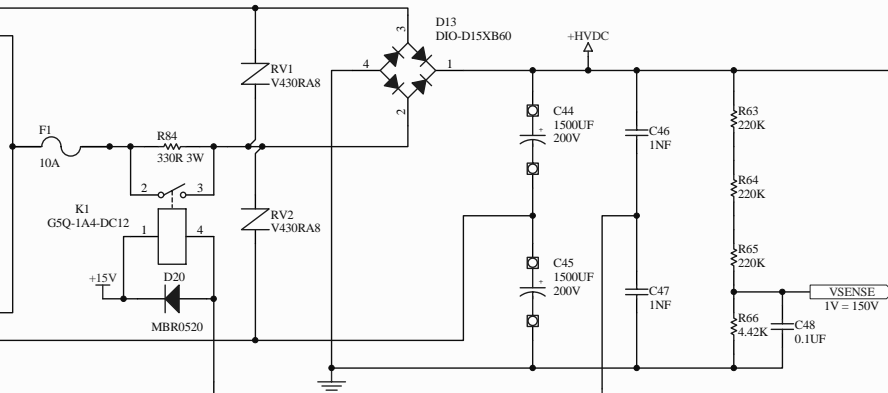 D13
DIO-D15XB60
3
4
1
2
+HVDC
RV1
V430RA8
F1
10A
R84
330R 3W
2
3
K1
G5Q-1A4-DC12
1
4
+15V
D20
MBR0520
RV2
V430RA8
C44
1500UF
200V
+
C46
1NF
R63
220K
R64
220K
R65
220K
C45
1500UF
200V
+
C47
1NF
R66
4.42K
C48
0.1UF
VSENSE
1V = 150V